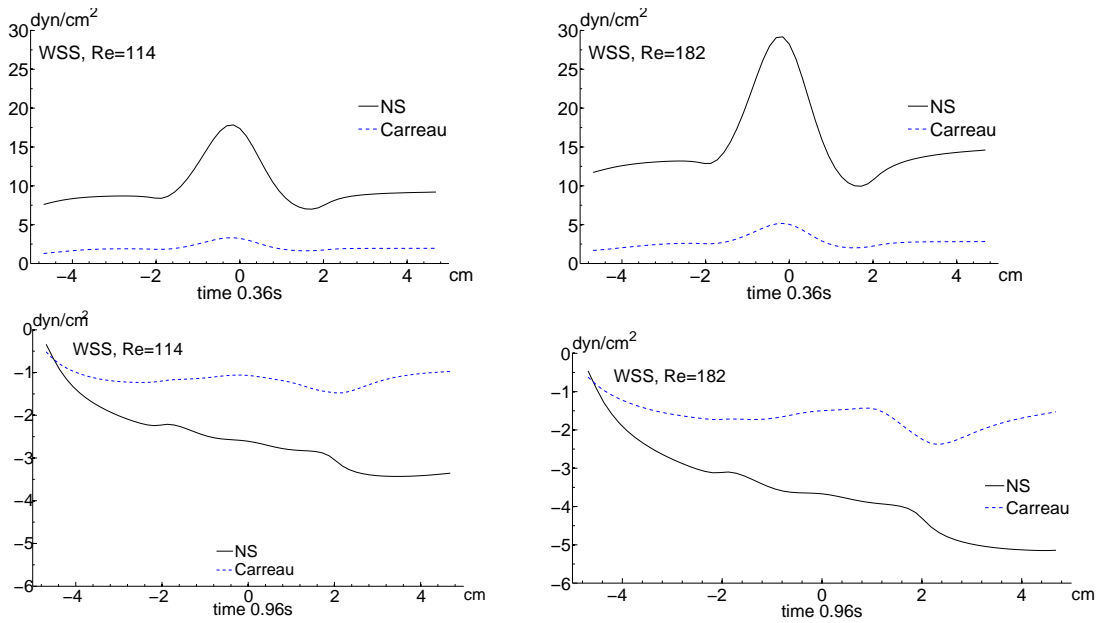 dyn/cm²
WSS, Re=114
30
25
20
15
10
5
0
NS
Carreau
−4 −2 0 2 4 cm
time 0.36s
dyn/cm²
WSS, Re=182
30
25
20
15
10
5
0
NS
Carreau
−4 −2 0 2 4 cm
time 0.36s
dyn/cm²
WSS, Re=114
0
−1
−2
−3
−4
−5
−6
NS
Carreau
−4 −2 0 2 4 cm
time 0.96s
dyn/cm²
WSS, Re=182
0
−1
−2
−3
−4
−5
−6
NS
Carreau
−4 −2 0 2 4 cm
time 0.96s